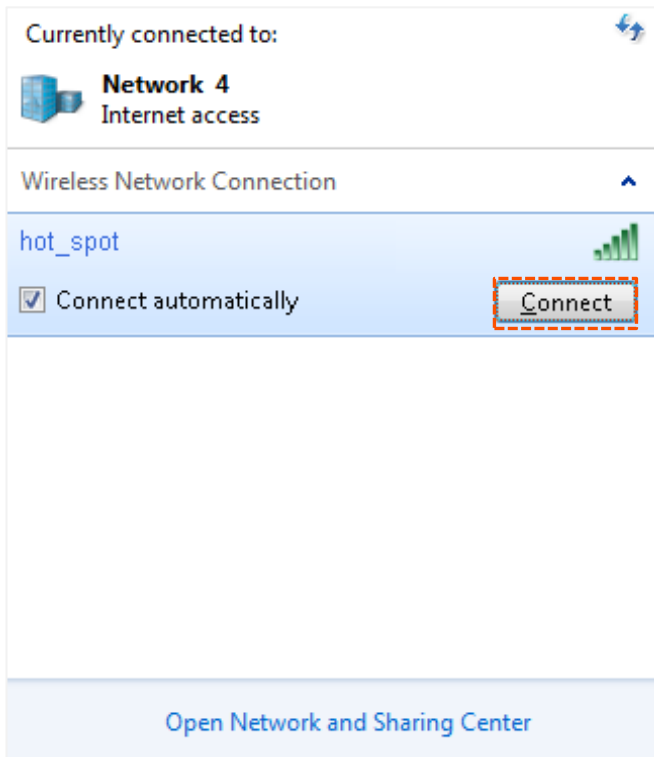 Currently connected to:
Network 4
Internet access
Wireless Network Connection
hot_spot
Connect automatically
Connect
Open Network and Sharing Center